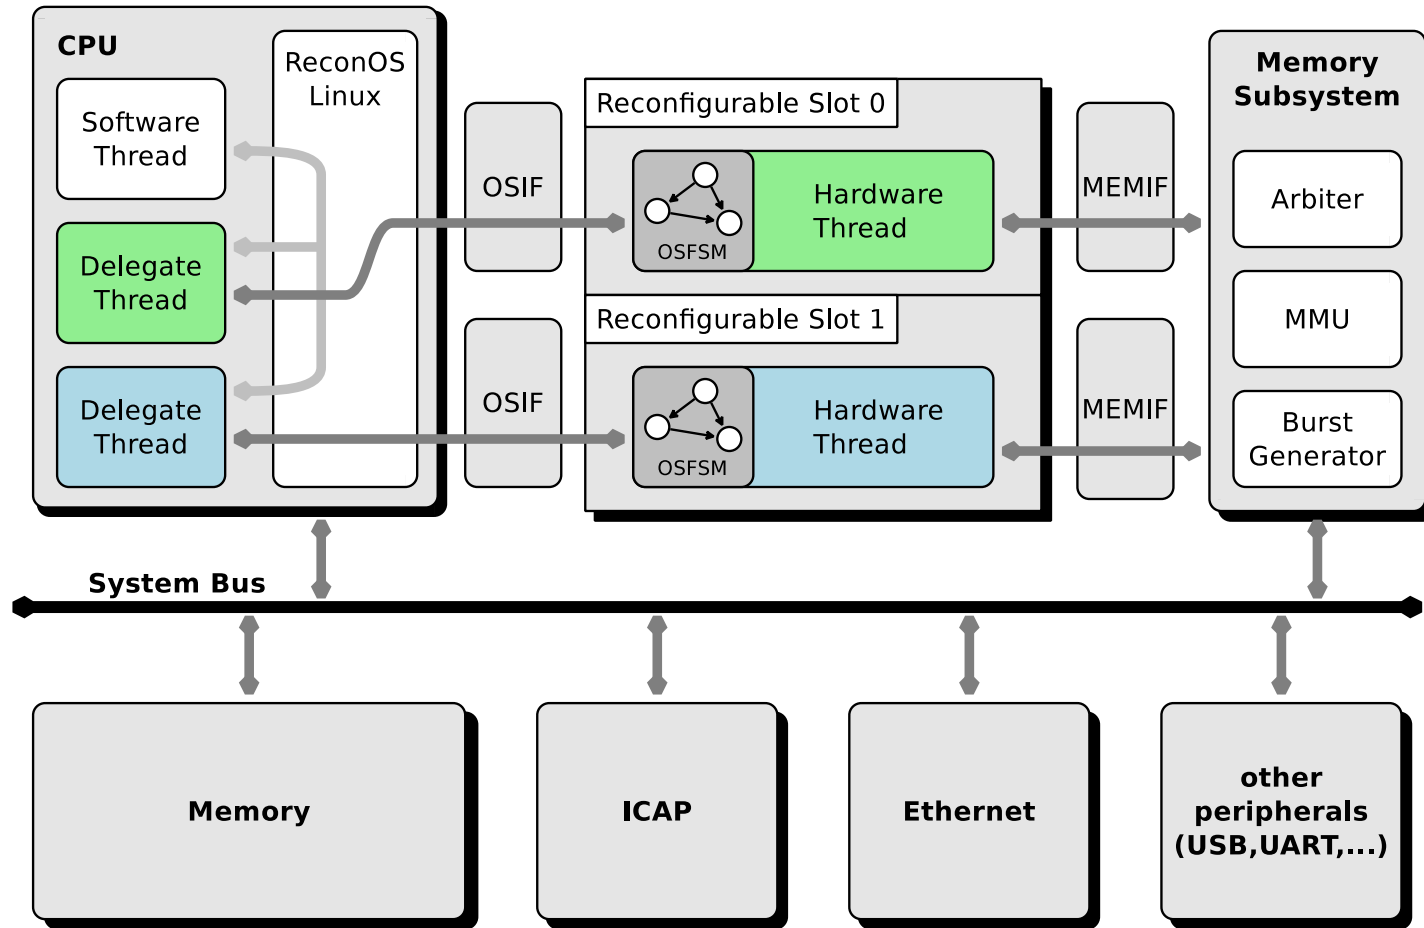 CPU
ReconOS
Linux
Software
Thread
Delegate
Thread
Delegate
Thread
OSIF
OSIF
Reconfigurable Slot 0
OSFSM
Hardware
Thread
Reconfigurable Slot 1
OSFSM
Hardware
Thread
MEMIF
MEMIF
Memory
Subsystem
Arbiter
MMU
Burst
Generator
System Bus
Memory
ICAP
Ethernet
other
peripherals
(USB,UART,...)